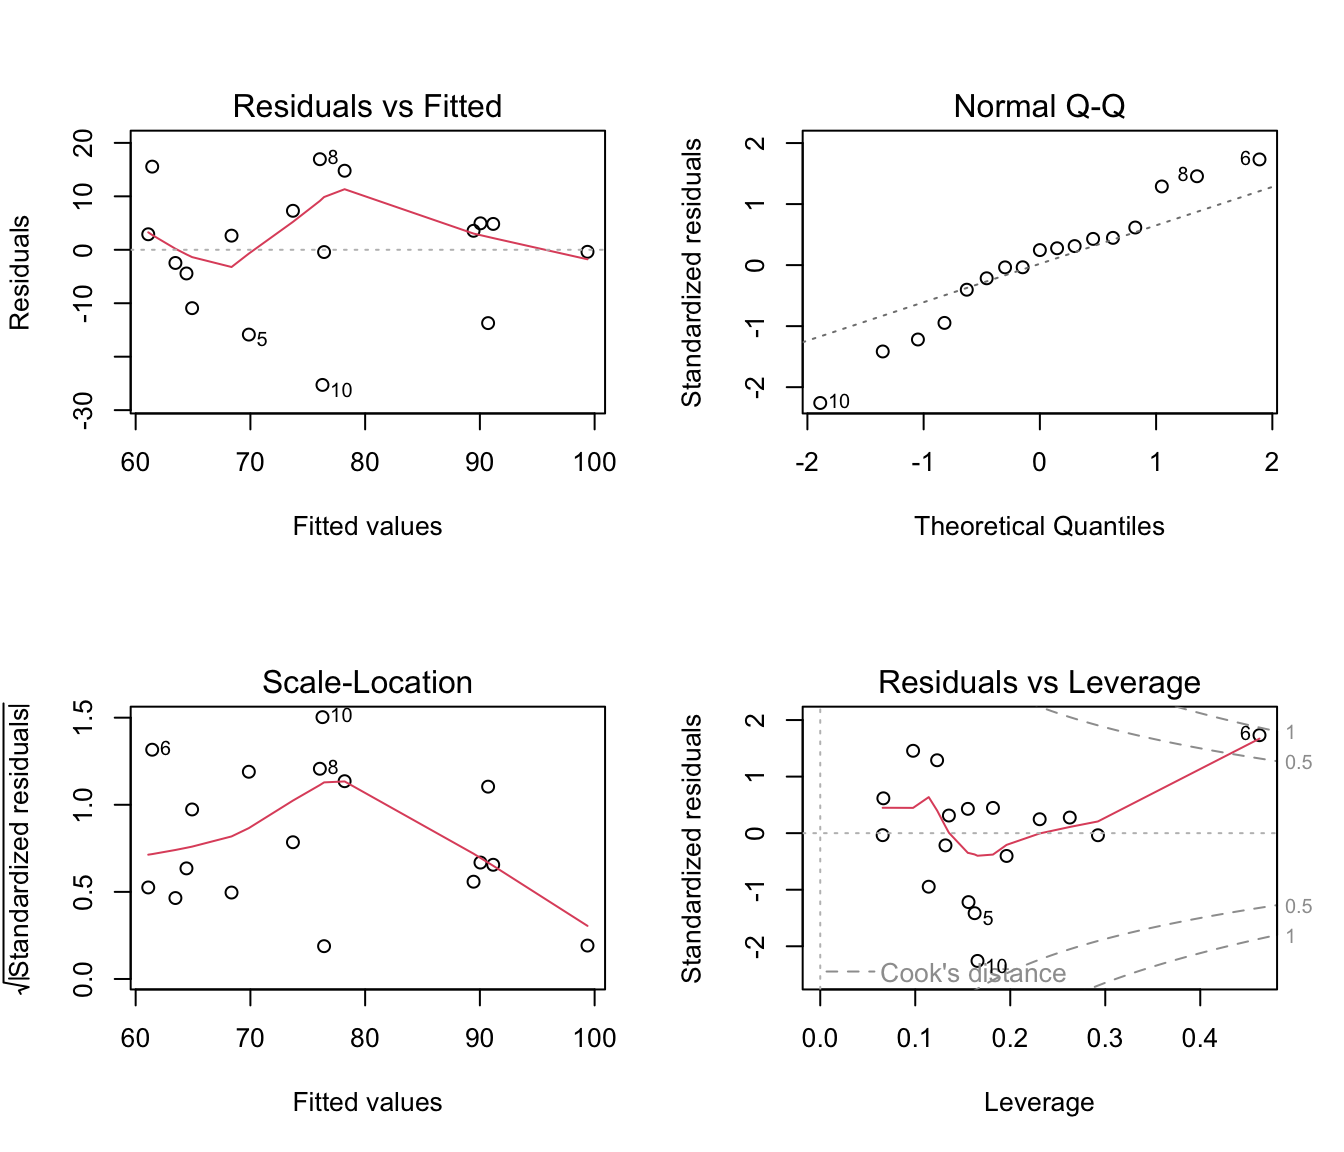 Residuals vs Fitted
Residuals
20
10
0
-10
-30
8
5
10
60 70 80 90 100
Fitted values
Normal Q-Q
Standardized residuals
2
1
0
-1
-2
6
8
10
-2 -1 0 1 2
Theoretical Quantiles
Scale-Location
√|Standardized residuals|
1.5
1.0
0.5
0.0
10
6
8
60 70 80 90 100
Fitted values
Residuals vs Leverage
Standardized residuals
2
1
0
-1
-2
6
1
0.5
0.5
5
1
10
Cook's distance
0.0 0.1 0.2 0.3 0.4
Leverage